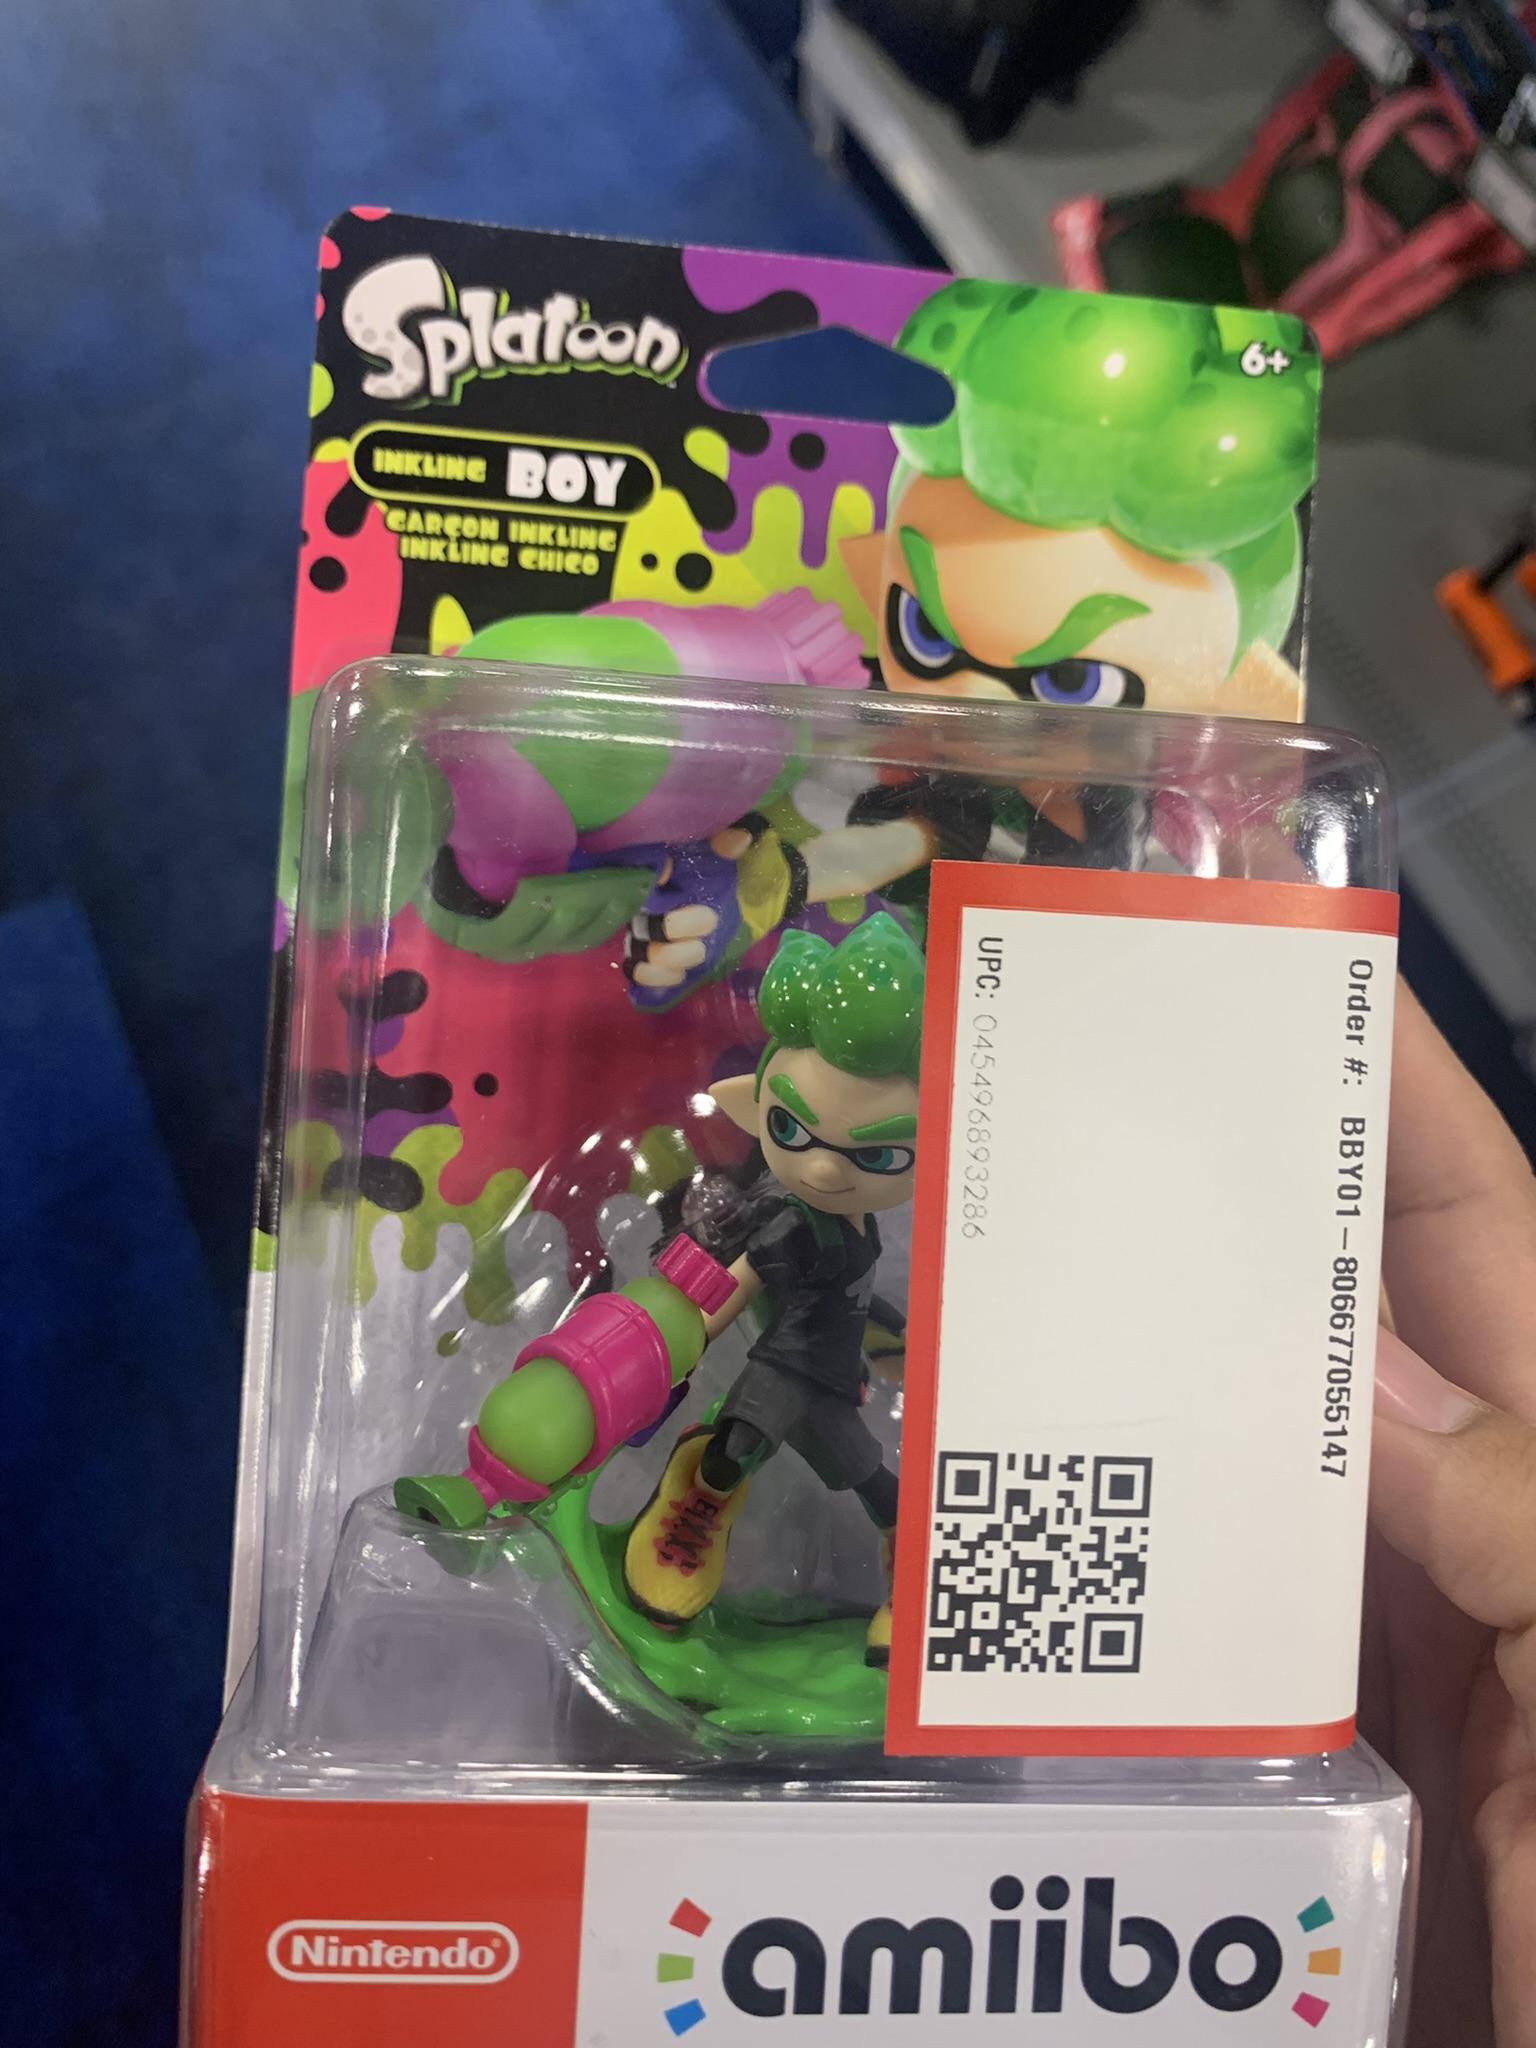 Splatoon
6+
INKLING BOY
GARÇON INKLING
INKLING CHICO
Order #: BBY01-806677055147
UPC: 045496893286
Nintendo
amiibo